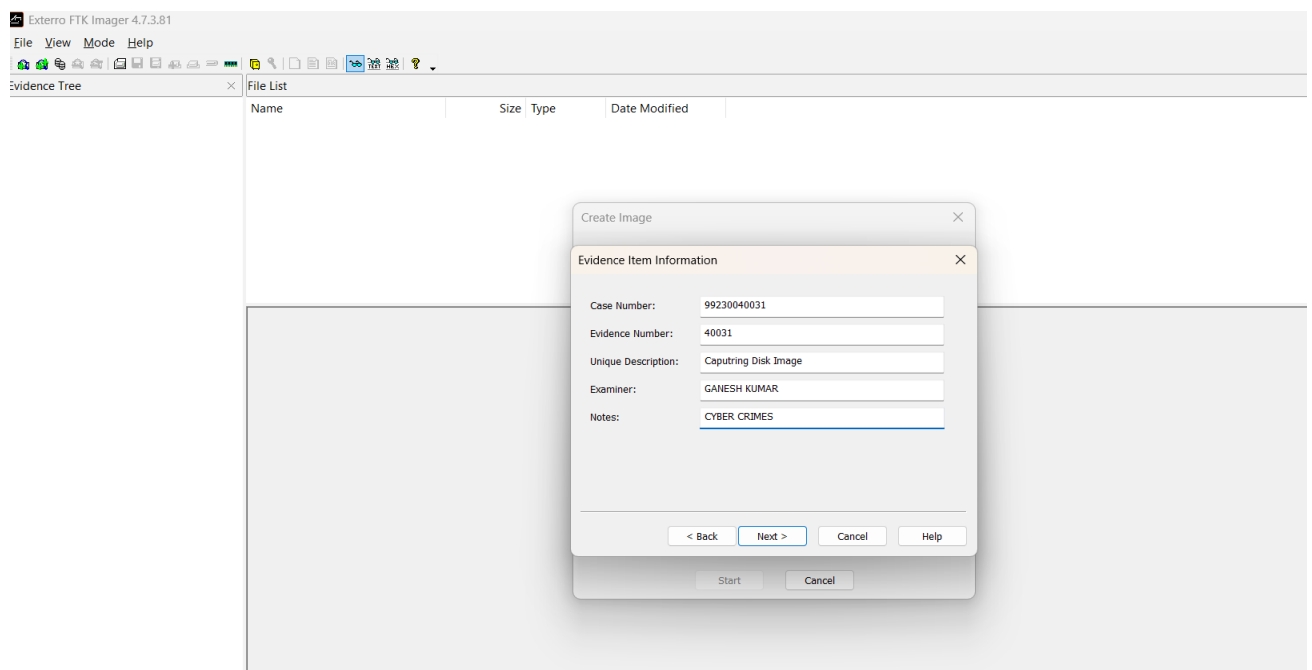 Exterro FTK Imager 4.7.3.81
File View Mode Help
TEXT HEX
Evidence Tree
File List
Name Size Type Date Modified
Create Image
Evidence Item Information
Case Number: 99230040031
Evidence Number: 40031
Unique Description: Caputring Disk Image
Examiner: GANESH KUMAR
Notes: CYBER CRIMES
< Back Next > Cancel Help
Start Cancel